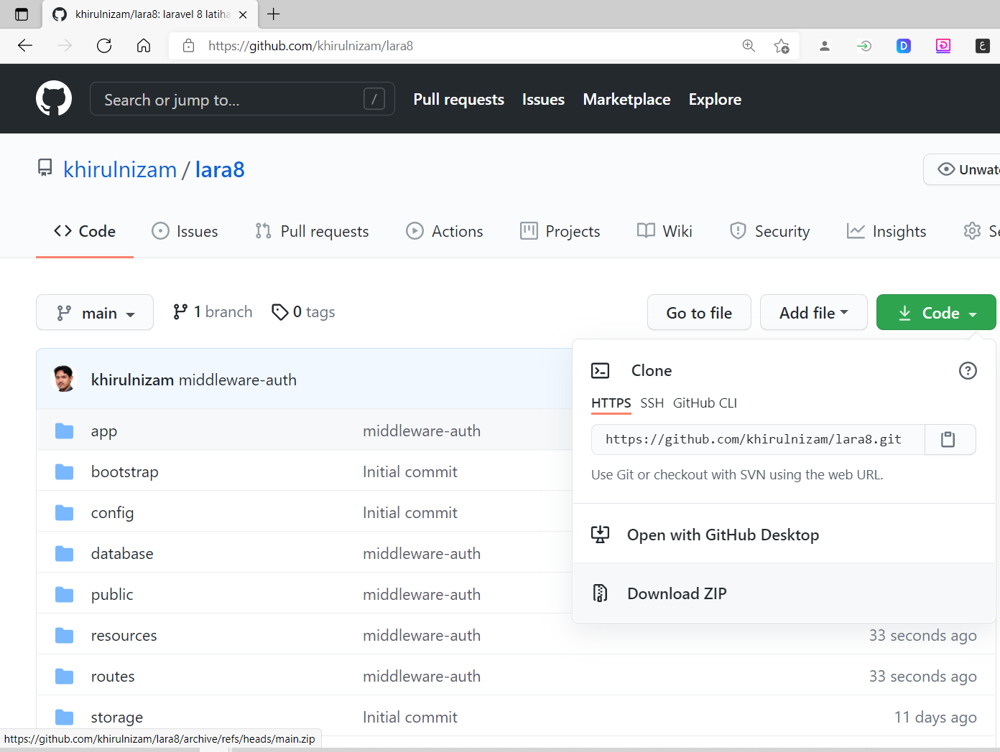 khirulnizam/lara8: laravel 8 latiha
https://github.com/khirulnizam/lara8
Search or jump to... /
Pull requests Issues Marketplace Explore
khirulnizam / lara8
Unwatc
Code Issues Pull requests Actions Projects Wiki Security Insights Se
main 1 branch 0 tags Go to file Add file Code
khirulnizam middleware-auth
Clone
HTTPS SSH GitHub CLI
https://github.com/khirulnizam/lara8.git
Use Git or checkout with SVN using the web URL.
Open with GitHub Desktop
Download ZIP
app middleware-auth
bootstrap Initial commit
config Initial commit
database middleware-auth
public middleware-auth
resources middleware-auth 33 seconds ago
routes middleware-auth 33 seconds ago
storage Initial commit 11 days ago
https://github.com/khirulnizam/lara8/archive/refs/heads/main.zip